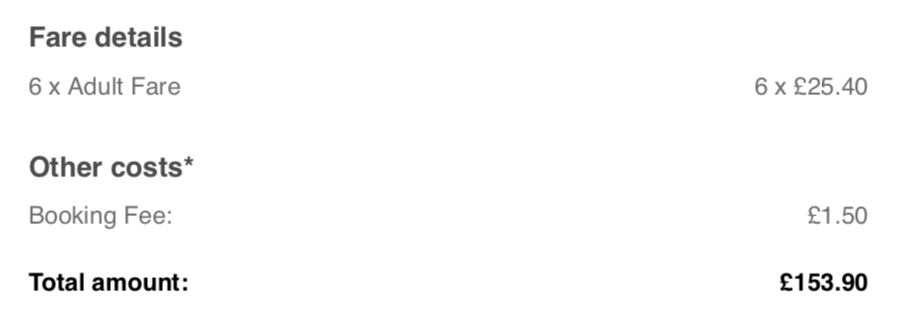 Fare details
6 x Adult Fare 6 x £25.40
Other costs*
Booking Fee: £1.50
Total amount: £153.90